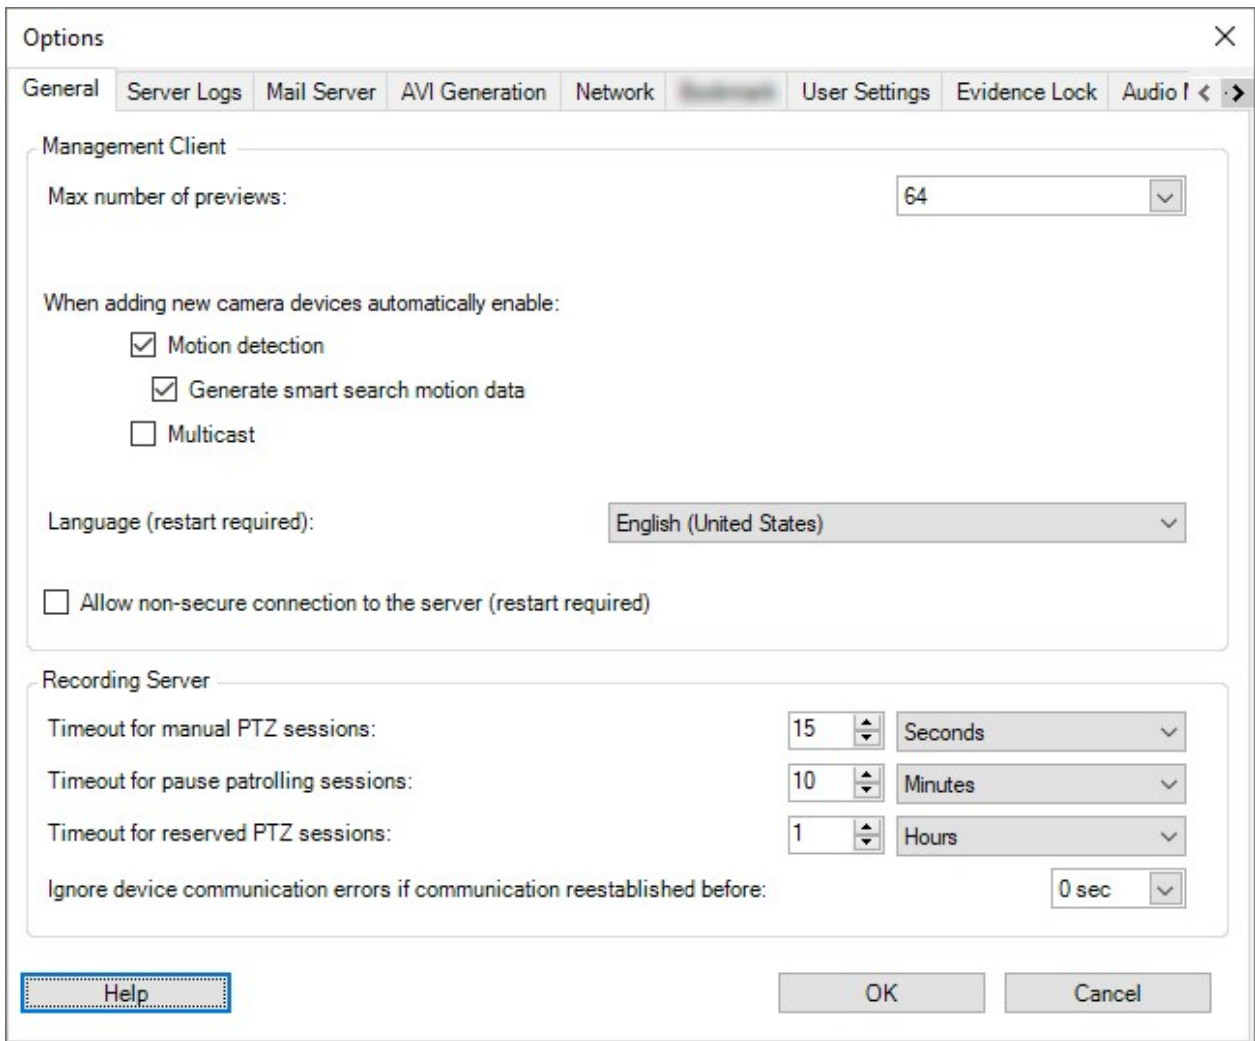 Options
General Server Logs Mail Server AVI Generation Network User Settings Evidence Lock Audio
Management Client
Max number of previews: 64
When adding new camera devices automatically enable:
Motion detection
Generate smart search motion data
Multicast
Language (restart required): English (United States)
Allow non-secure connection to the server (restart required)
Recording Server
Timeout for manual PTZ sessions: 15 Seconds
Timeout for pause patrolling sessions: 10 Minutes
Timeout for reserved PTZ sessions: 1 Hours
Ignore device communication errors if communication reestablished before: 0 sec
Help OK Cancel